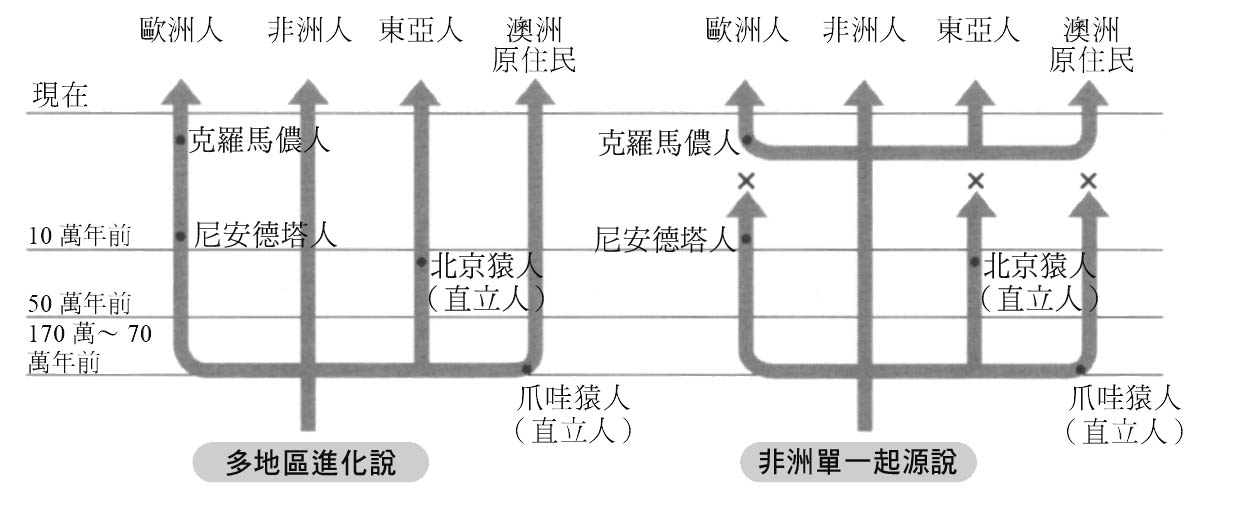 歐洲人 非洲人 東亞人 澳洲
原住民
歐洲人 非洲人 東亞人 澳洲
原住民
現在
克羅馬儂人
克羅馬儂人
10 萬年前
尼安德塔人
尼安德塔人
北京猿人
（直立人）
北京猿人
（直立人）
50 萬年前
170 萬～ 70
萬年前
爪哇猿人
（直立人）
爪哇猿人
（直立人）
多地區進化說
非洲單一起源說